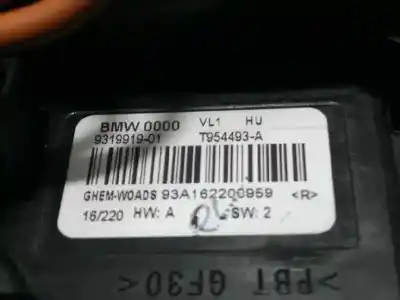 BMW 0000 VL1 HU
9319919-01 T954493-A
GHEM-WOADS 93A162200959 <R>
16/220 HW: A SW: 2
>PBT GF30<